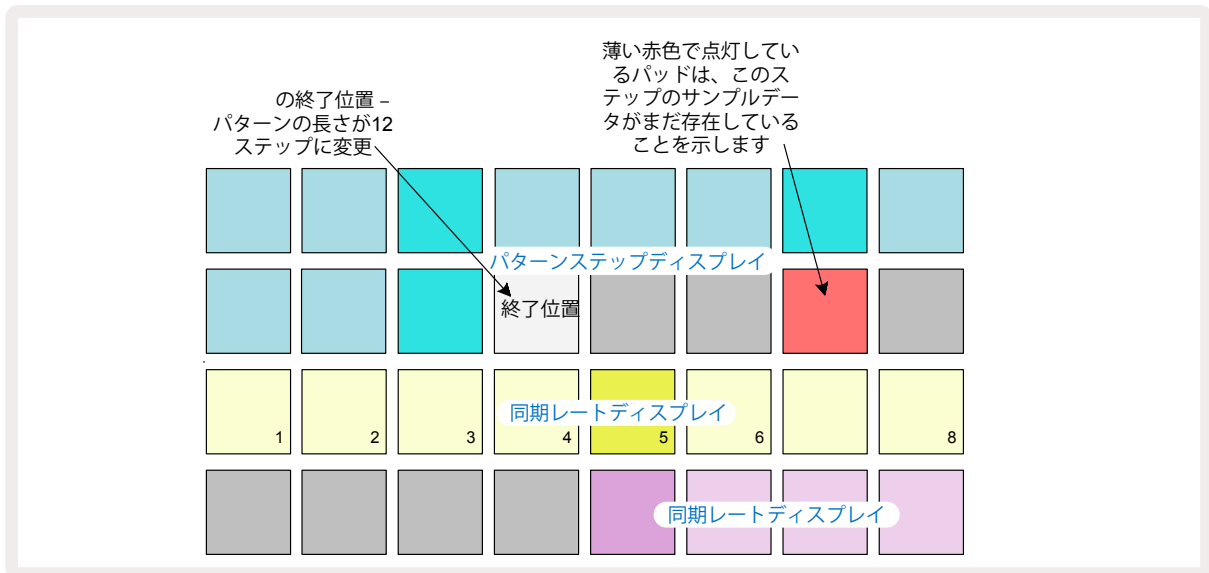 の終了位置 –
パターンの長さが12
ステップに変更
薄い赤色で点灯してい
るパッドは、このス
テップのサンプルデー
タがまだ存在している
ことを示します
パターンステップディスプレイ
終了位置
同期レートディスプレイ
1 2 3 4 5 6 8
同期レートディスプレイ